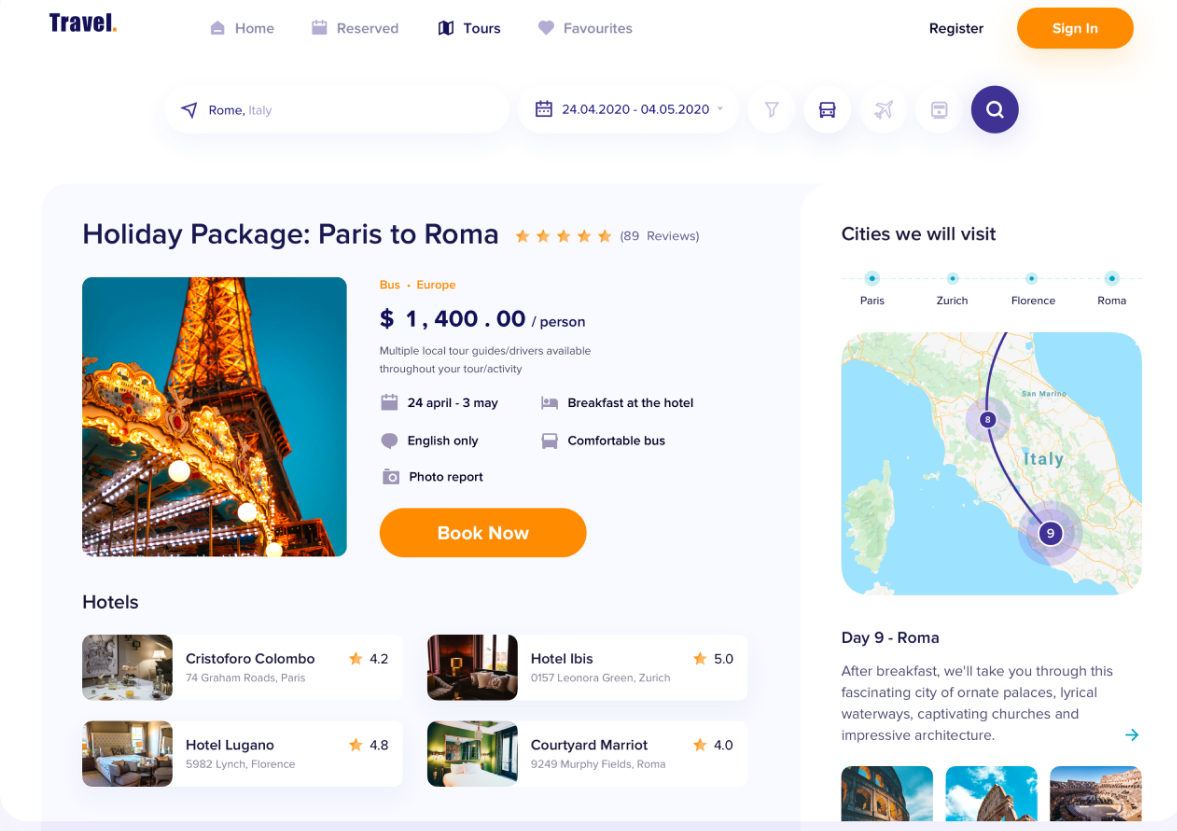 Travel.
Home
Reserved
Tours
Favourites
Register
Sign In
Rome, Italy
24.04.2020 - 04.05.2020
Holiday Package: Paris to Roma
(89 Reviews)
Bus • Europe
$ 1,400.00 / person
Multiple local tour guides/drivers available
throughout your tour/activity
24 april - 3 may
Breakfast at the hotel
English only
Comfortable bus
Photo report
Book Now
Hotels
Cristoforo Colombo
4.2
74 Graham Roads, Paris
Hotel Ibis
5.0
0157 Leonora Green, Zurich
Hotel Lugano
4.8
5982 Lynch, Florence
Courtyard Marriot
4.0
9249 Murphy Fields, Roma
Cities we will visit
Paris
Zurich
Florence
Roma
San Marino
8
Italy
9
Day 9 - Roma
After breakfast, we'll take you through this
fascinating city of ornate palaces, lyrical
waterways, captivating churches and
impressive architecture.